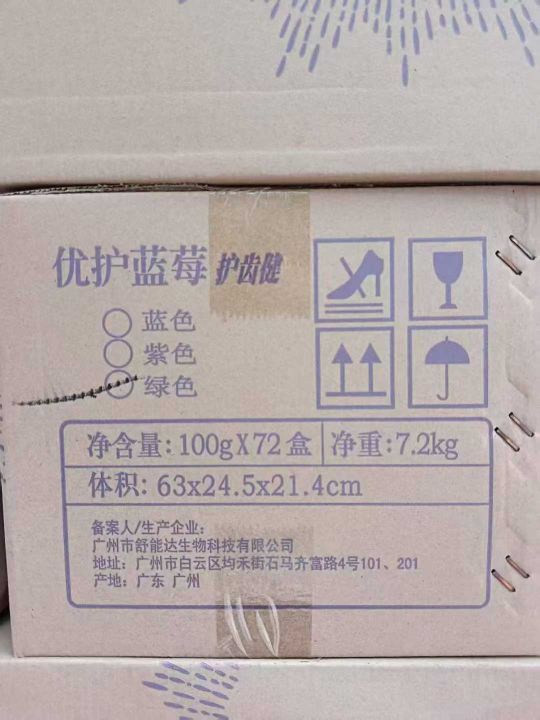 优护蓝莓 护齿健
蓝色
紫色
绿色
净含量: 100gX72盒 净重: 7.2kg
体积: 63x24.5x21.4cm
备案人/生产企业:
广州市舒能达生物科技有限公司
地址: 广州市白云区均禾街石马齐富路4号101、201
产地: 广东 广州